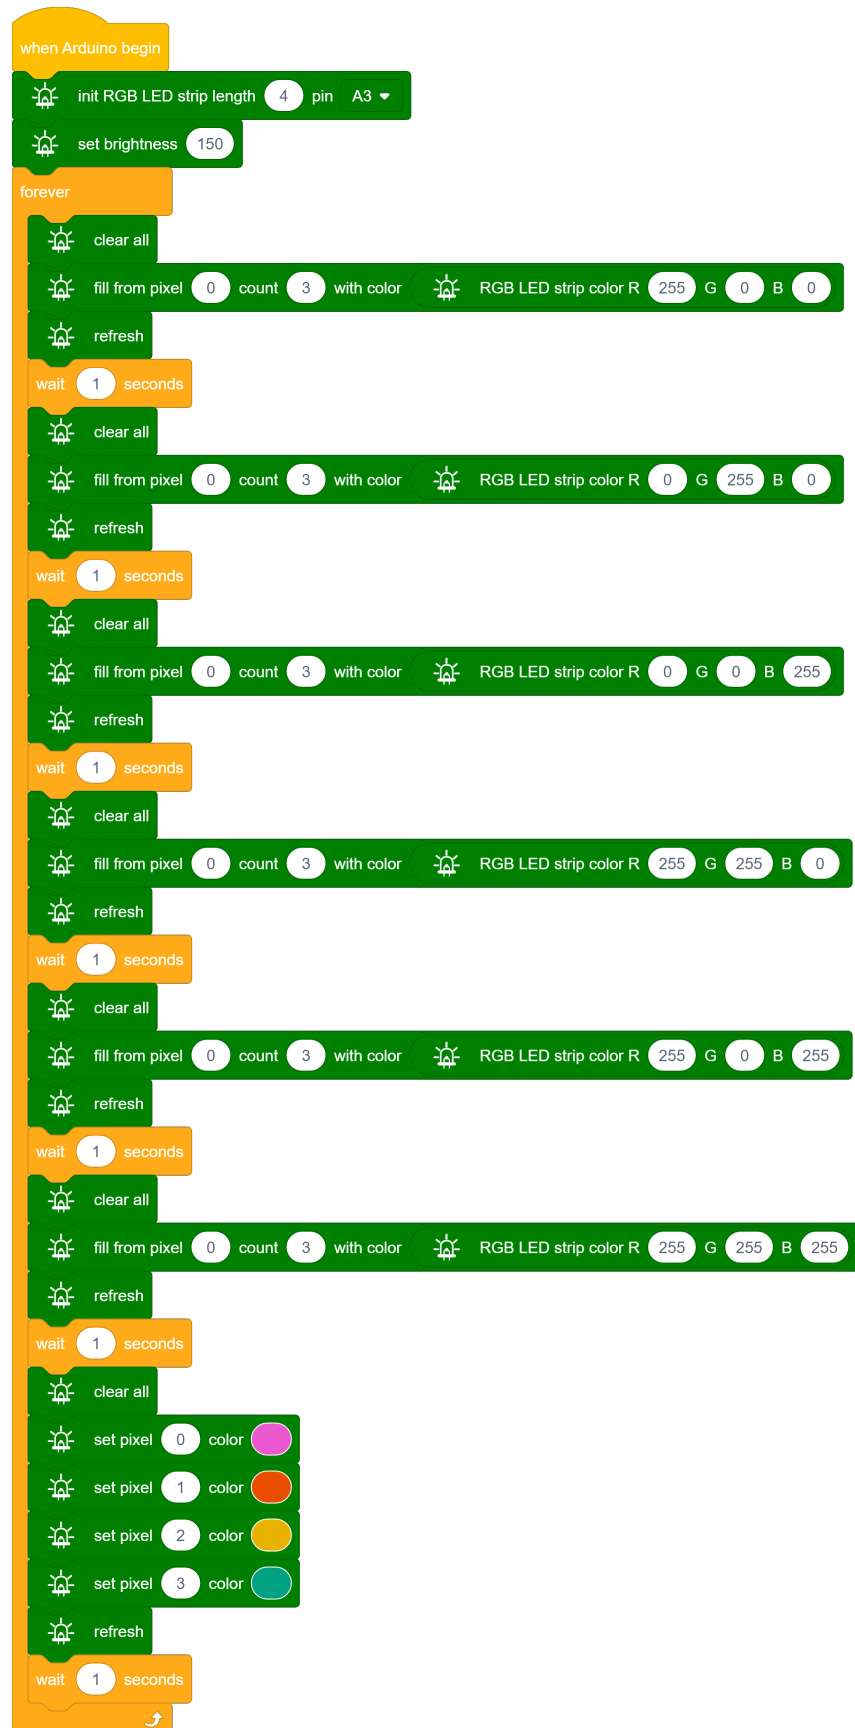 when Arduino begin
init RGB LED strip length 4 pin A3
set brightness 150
forever
clear all
fill from pixel 0 count 3 with color RGB LED strip color R 255 G 0 B 0
refresh
wait 1 seconds
clear all
fill from pixel 0 count 3 with color RGB LED strip color R 0 G 255 B 0
refresh
wait 1 seconds
clear all
fill from pixel 0 count 3 with color RGB LED strip color R 0 G 0 B 255
refresh
wait 1 seconds
clear all
fill from pixel 0 count 3 with color RGB LED strip color R 255 G 255 B 0
refresh
wait 1 seconds
clear all
fill from pixel 0 count 3 with color RGB LED strip color R 255 G 0 B 255
refresh
wait 1 seconds
clear all
fill from pixel 0 count 3 with color RGB LED strip color R 255 G 255 B 255
refresh
wait 1 seconds
clear all
set pixel 0 color
set pixel 1 color
set pixel 2 color
set pixel 3 color
refresh
wait 1 seconds